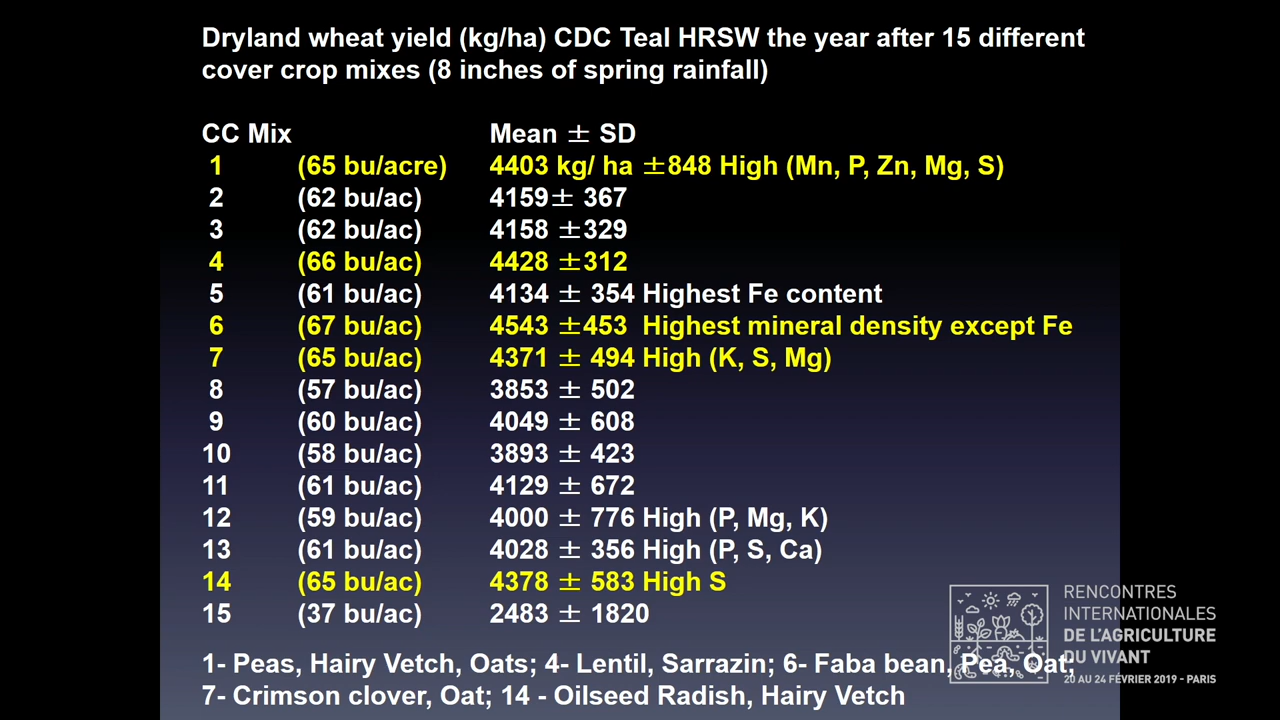 Dryland wheat yield (kg/ha) CDC Teal HRSW the year after 15 different
cover crop mixes (8 inches of spring rainfall)
CC Mix Mean ± SD
1 (65 bu/acre) 4403 kg/ ha ±848 High (Mn, P, Zn, Mg, S)
2 (62 bu/ac) 4159± 367
3 (62 bu/ac) 4158 ±329
4 (66 bu/ac) 4428 ±312
5 (61 bu/ac) 4134 ± 354 Highest Fe content
6 (67 bu/ac) 4543 ±453 Highest mineral density except Fe
7 (65 bu/ac) 4371 ± 494 High (K, S, Mg)
8 (57 bu/ac) 3853 ± 502
9 (60 bu/ac) 4049 ± 608
10 (58 bu/ac) 3893 ± 423
11 (61 bu/ac) 4129 ± 672
12 (59 bu/ac) 4000 ± 776 High (P, Mg, K)
13 (61 bu/ac) 4028 ± 356 High (P, S, Ca)
14 (65 bu/ac) 4378 ± 583 High S
15 (37 bu/ac) 2483 ± 1820
1- Peas, Hairy Vetch, Oats; 4- Lentil, Sarrazin; 6- Faba bean, Pea, Oat;
7- Crimson clover, Oat; 14 - Oilseed Radish, Hairy Vetch
RENCONTRES
INTERNATIONALES
DE L'AGRICULTURE
DU VIVANT
20 AU 24 FÉVRIER 2019 - PARIS